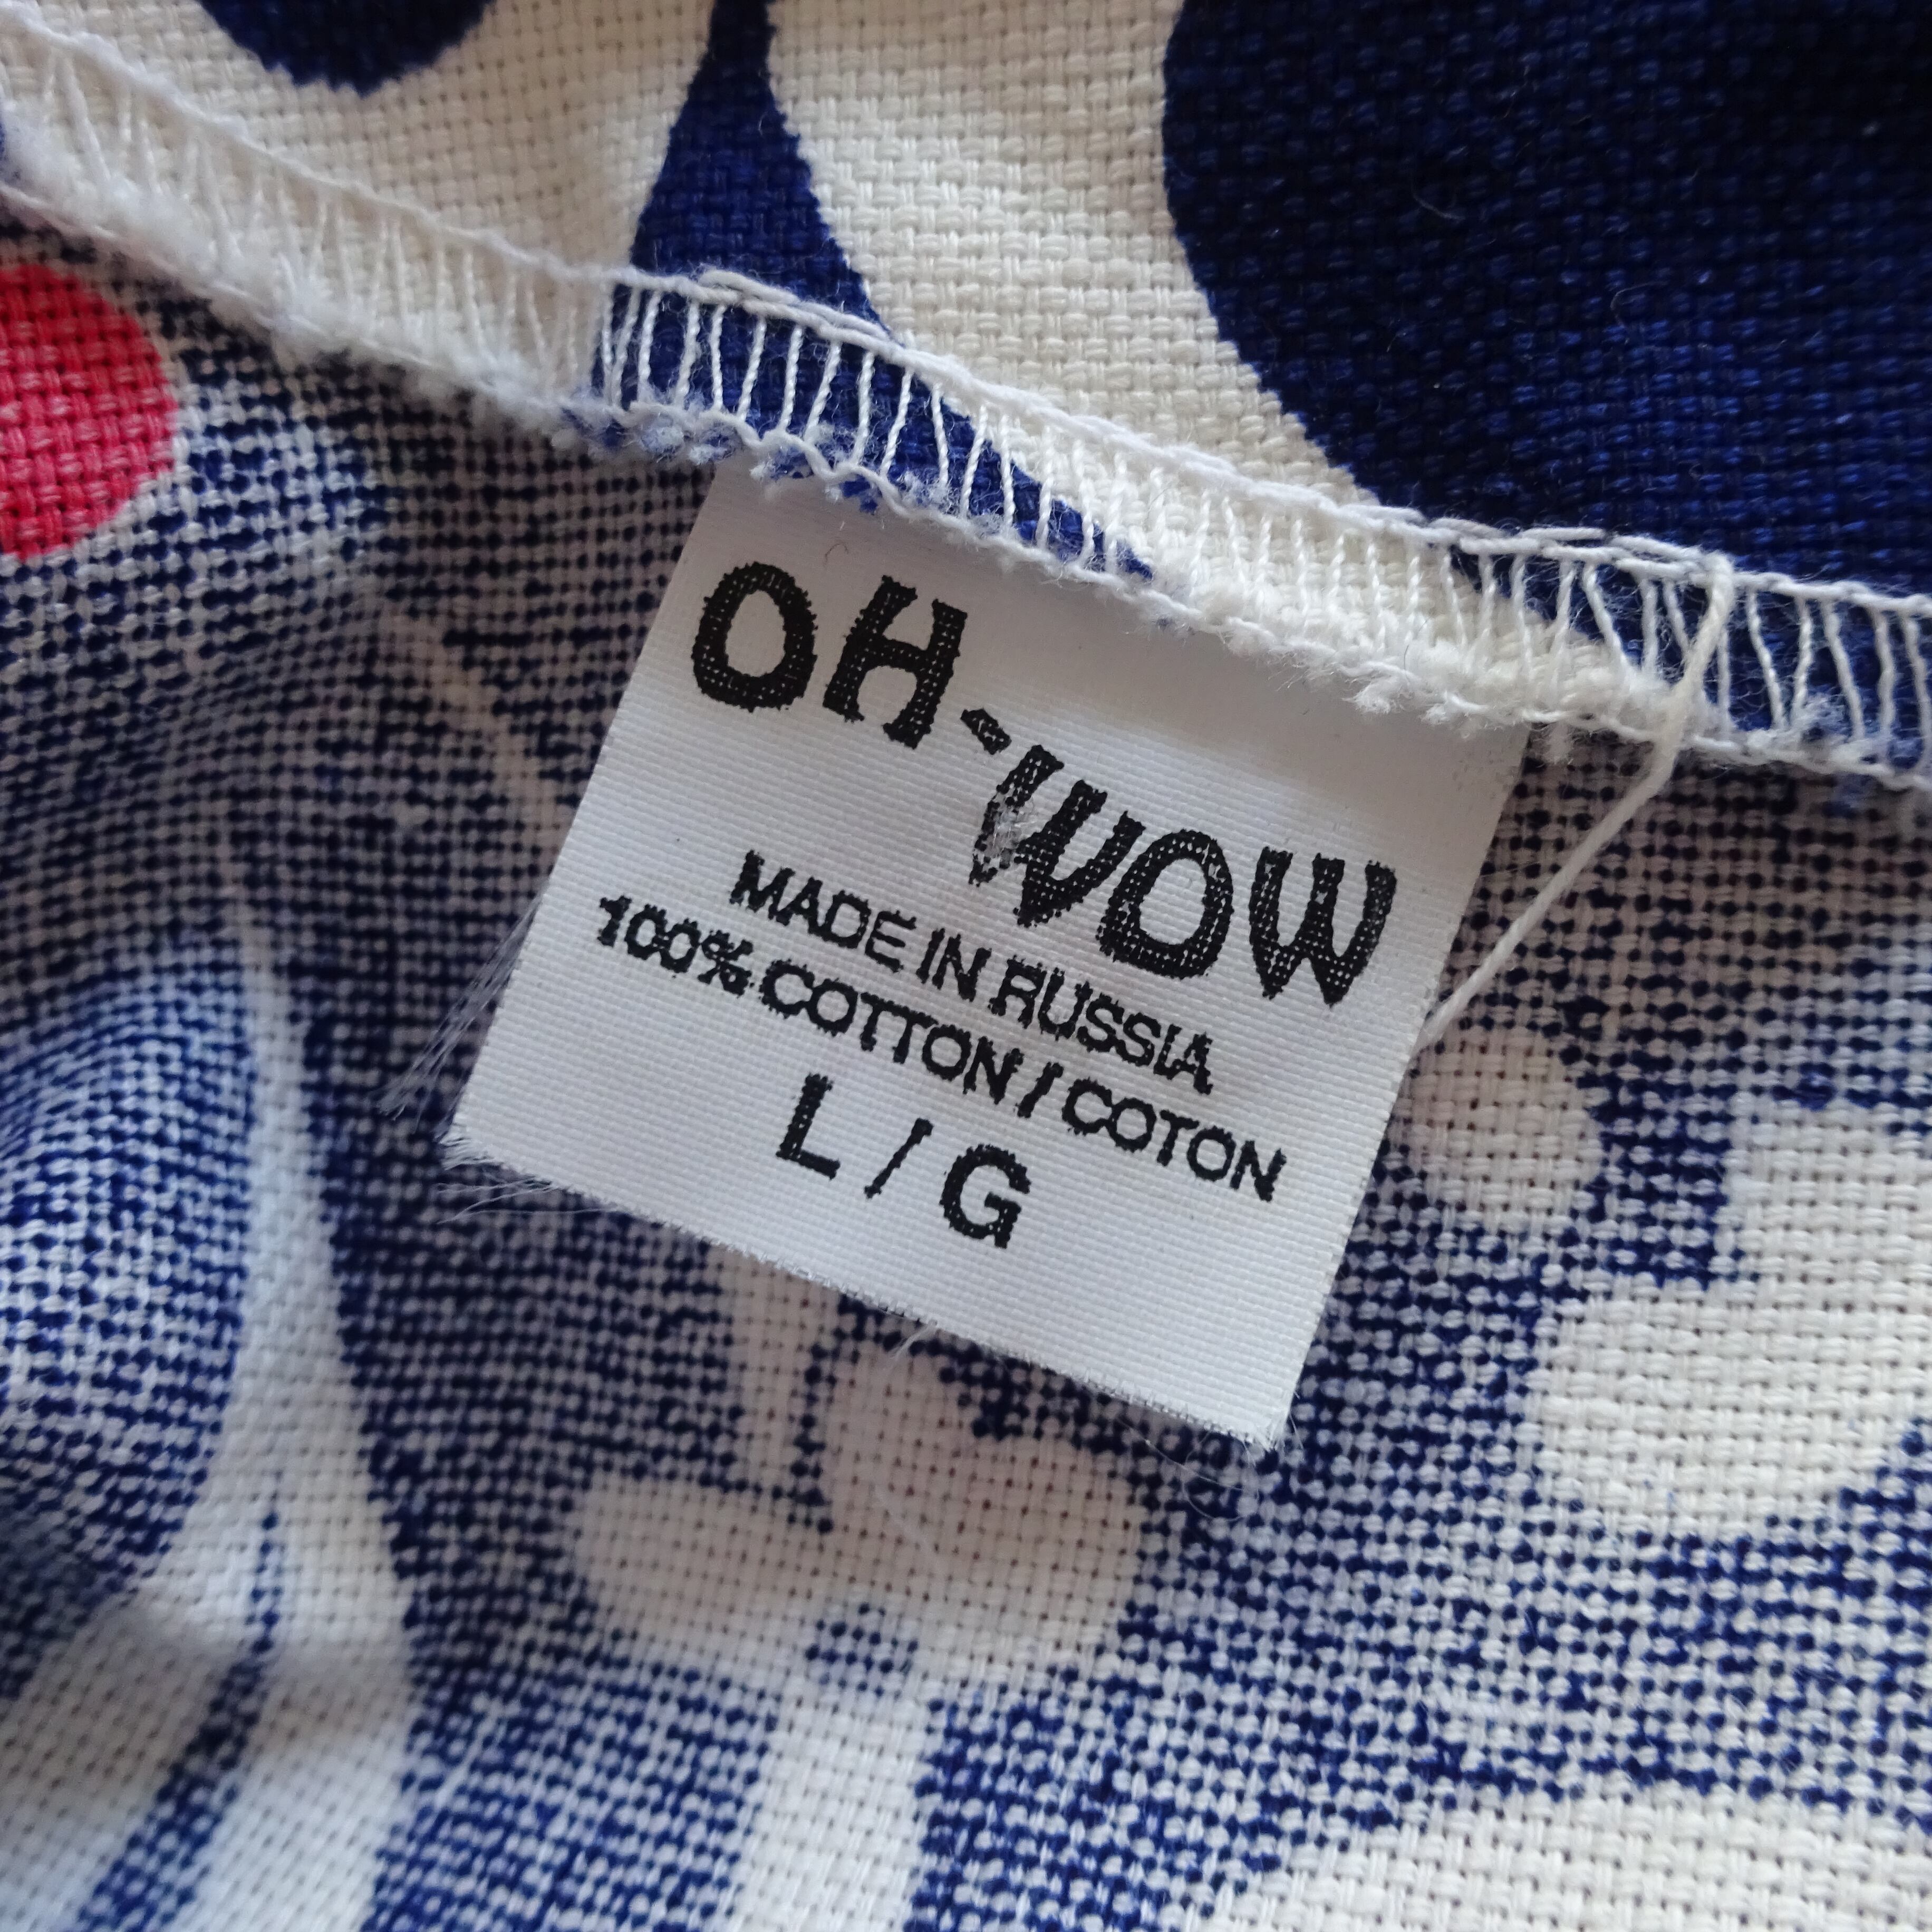 OH-WOW
MADE IN RUSSIA
100% COTTON / COTON
L / G